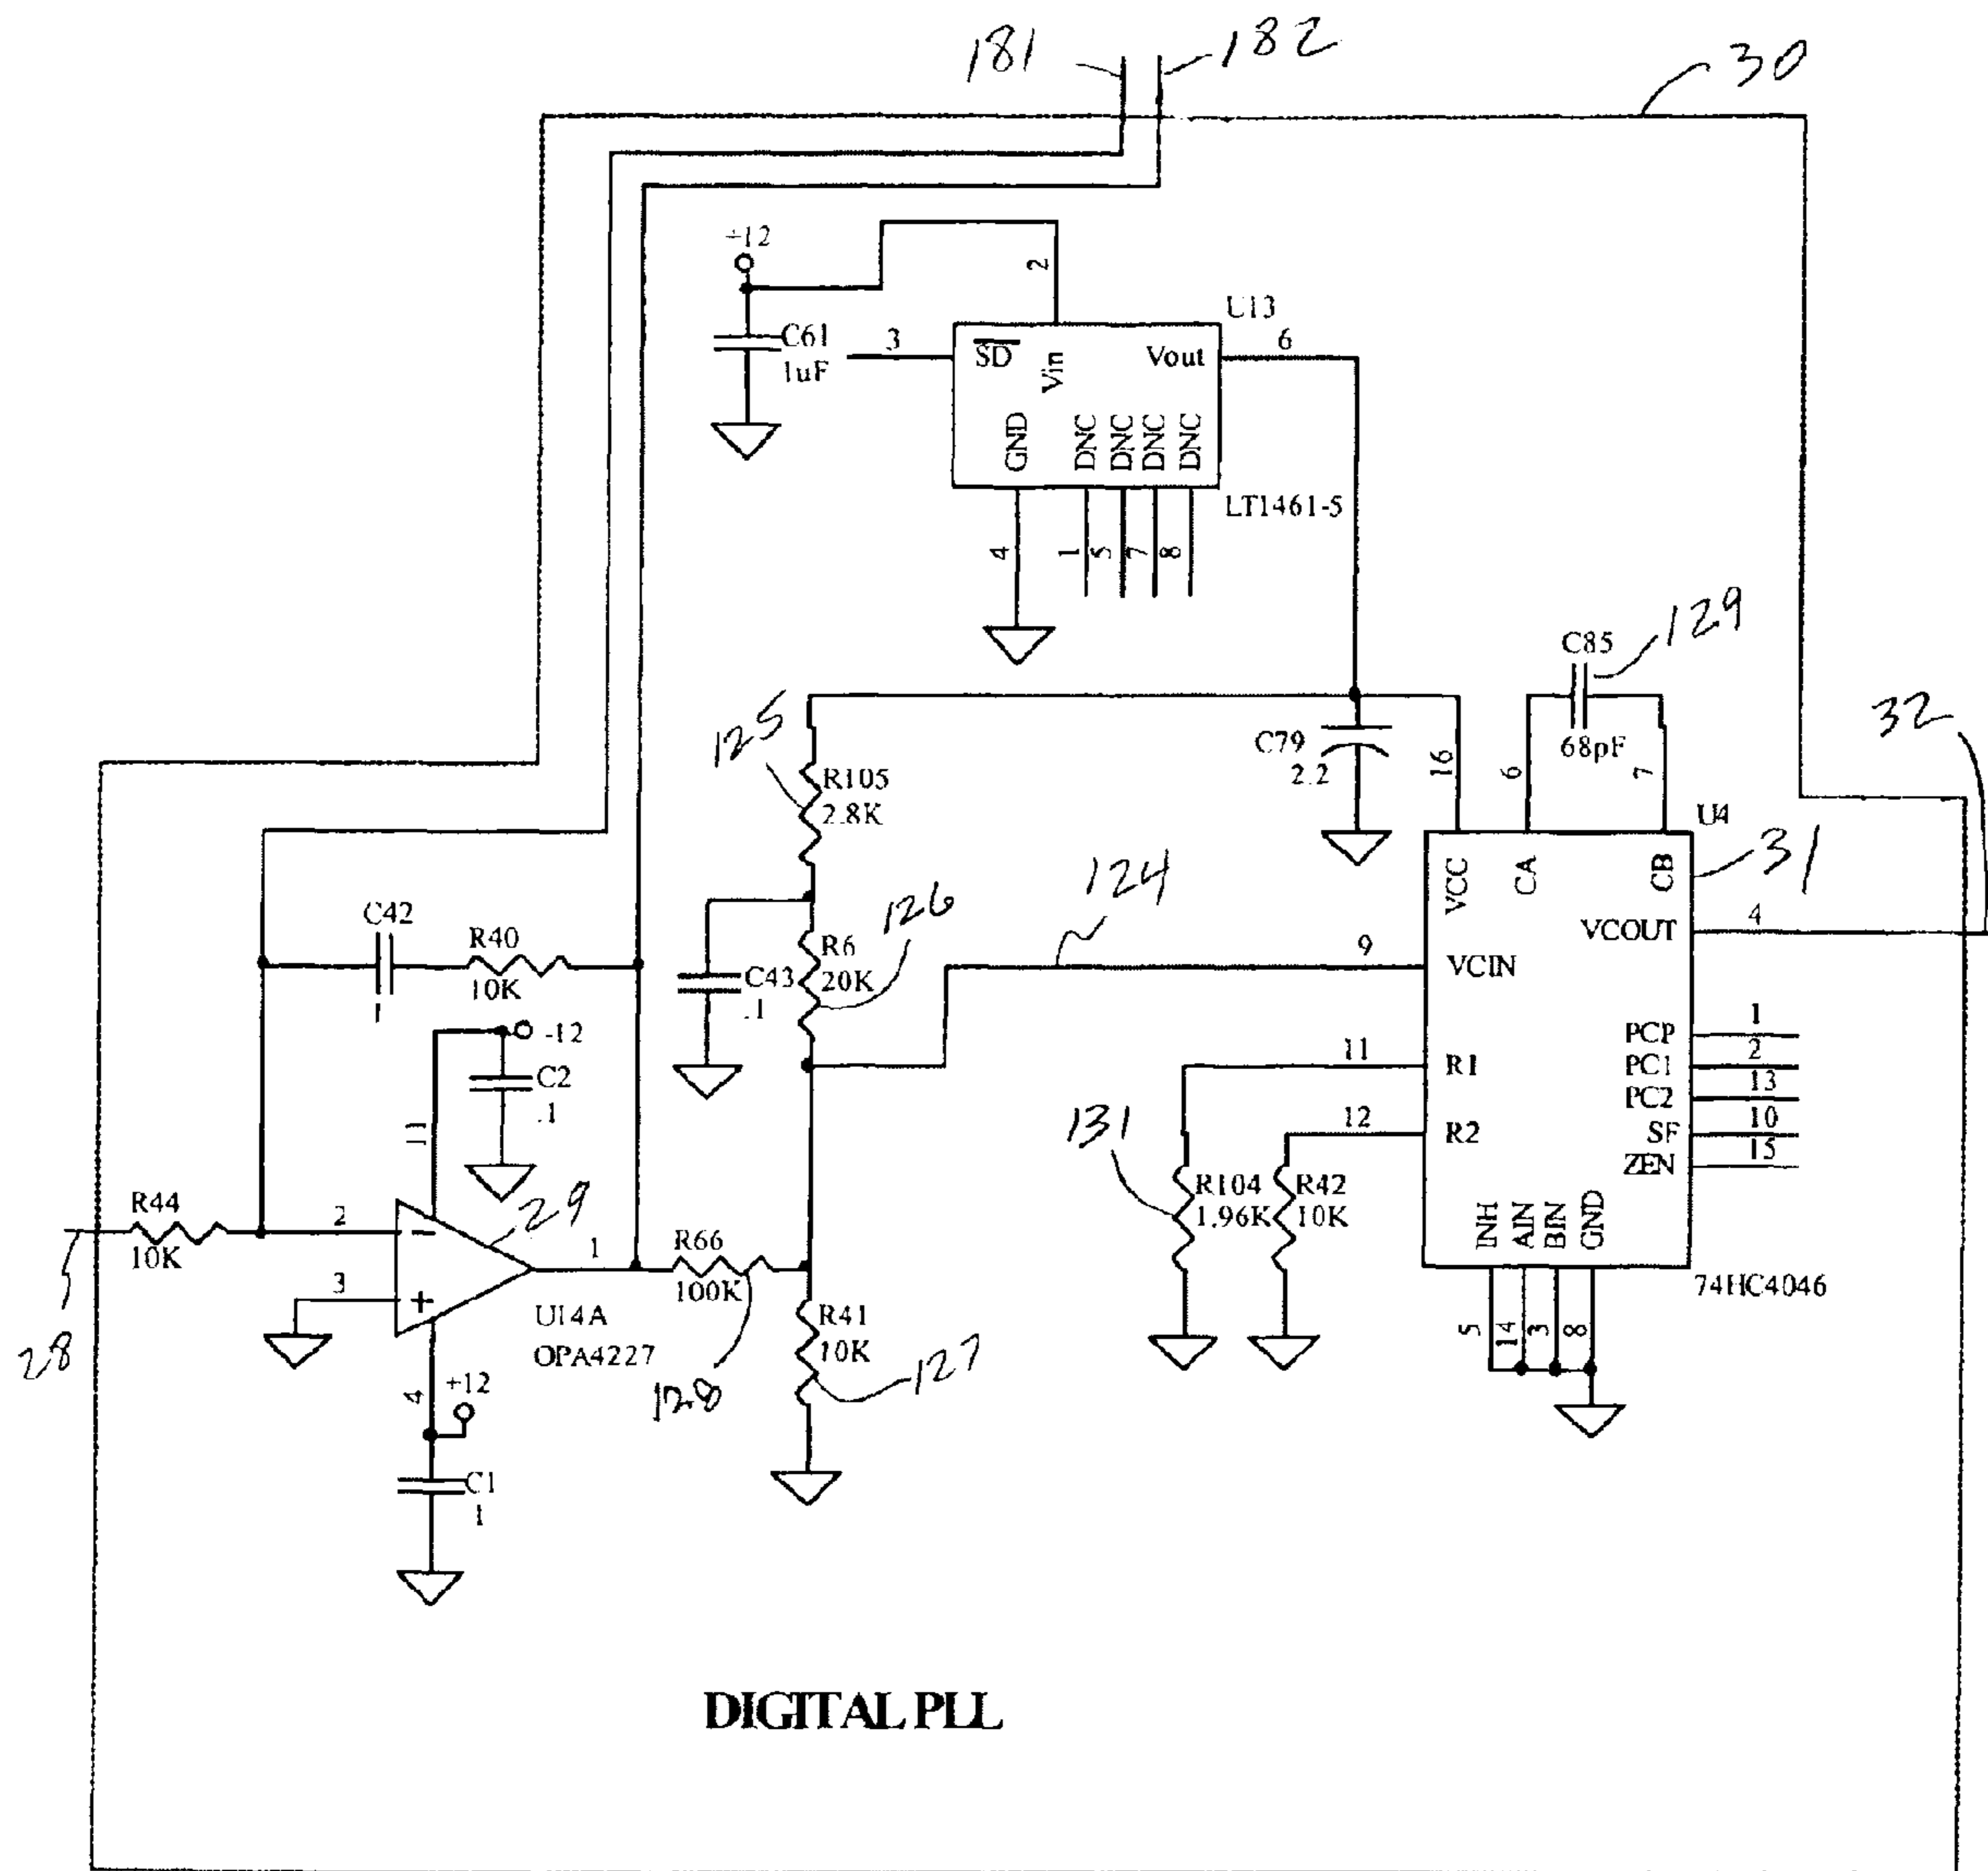 181
182
30
+12
2
U13
C61
1uF
3
SD
Vin
Vout
6
GND
DNC
DNC
DNC
DNC
LT1461-5
4
1
5
7
8
C85
129
68pF
6
7
32
125
R105
2.8K
C79
2.2
16
U4
31
VCC
CA
CB
VCOUT
4
124
126
C42
R40
10K
R6
20K
C43
.1
9
VCIN
-12
C2
.1
11
PCP
1
PC1
2
PC2
13
SF
10
ZEN
15
11
R1
12
R2
131
R104
1.96K
R42
10K
INH
AIN
BIN
GND
74HC4046
5
14
3
8
28
R44
10K
2
3
29
1
U14A
OPA4227
R66
100K
128
R41
10K
127
4
+12
C1
DIGITAL PLL